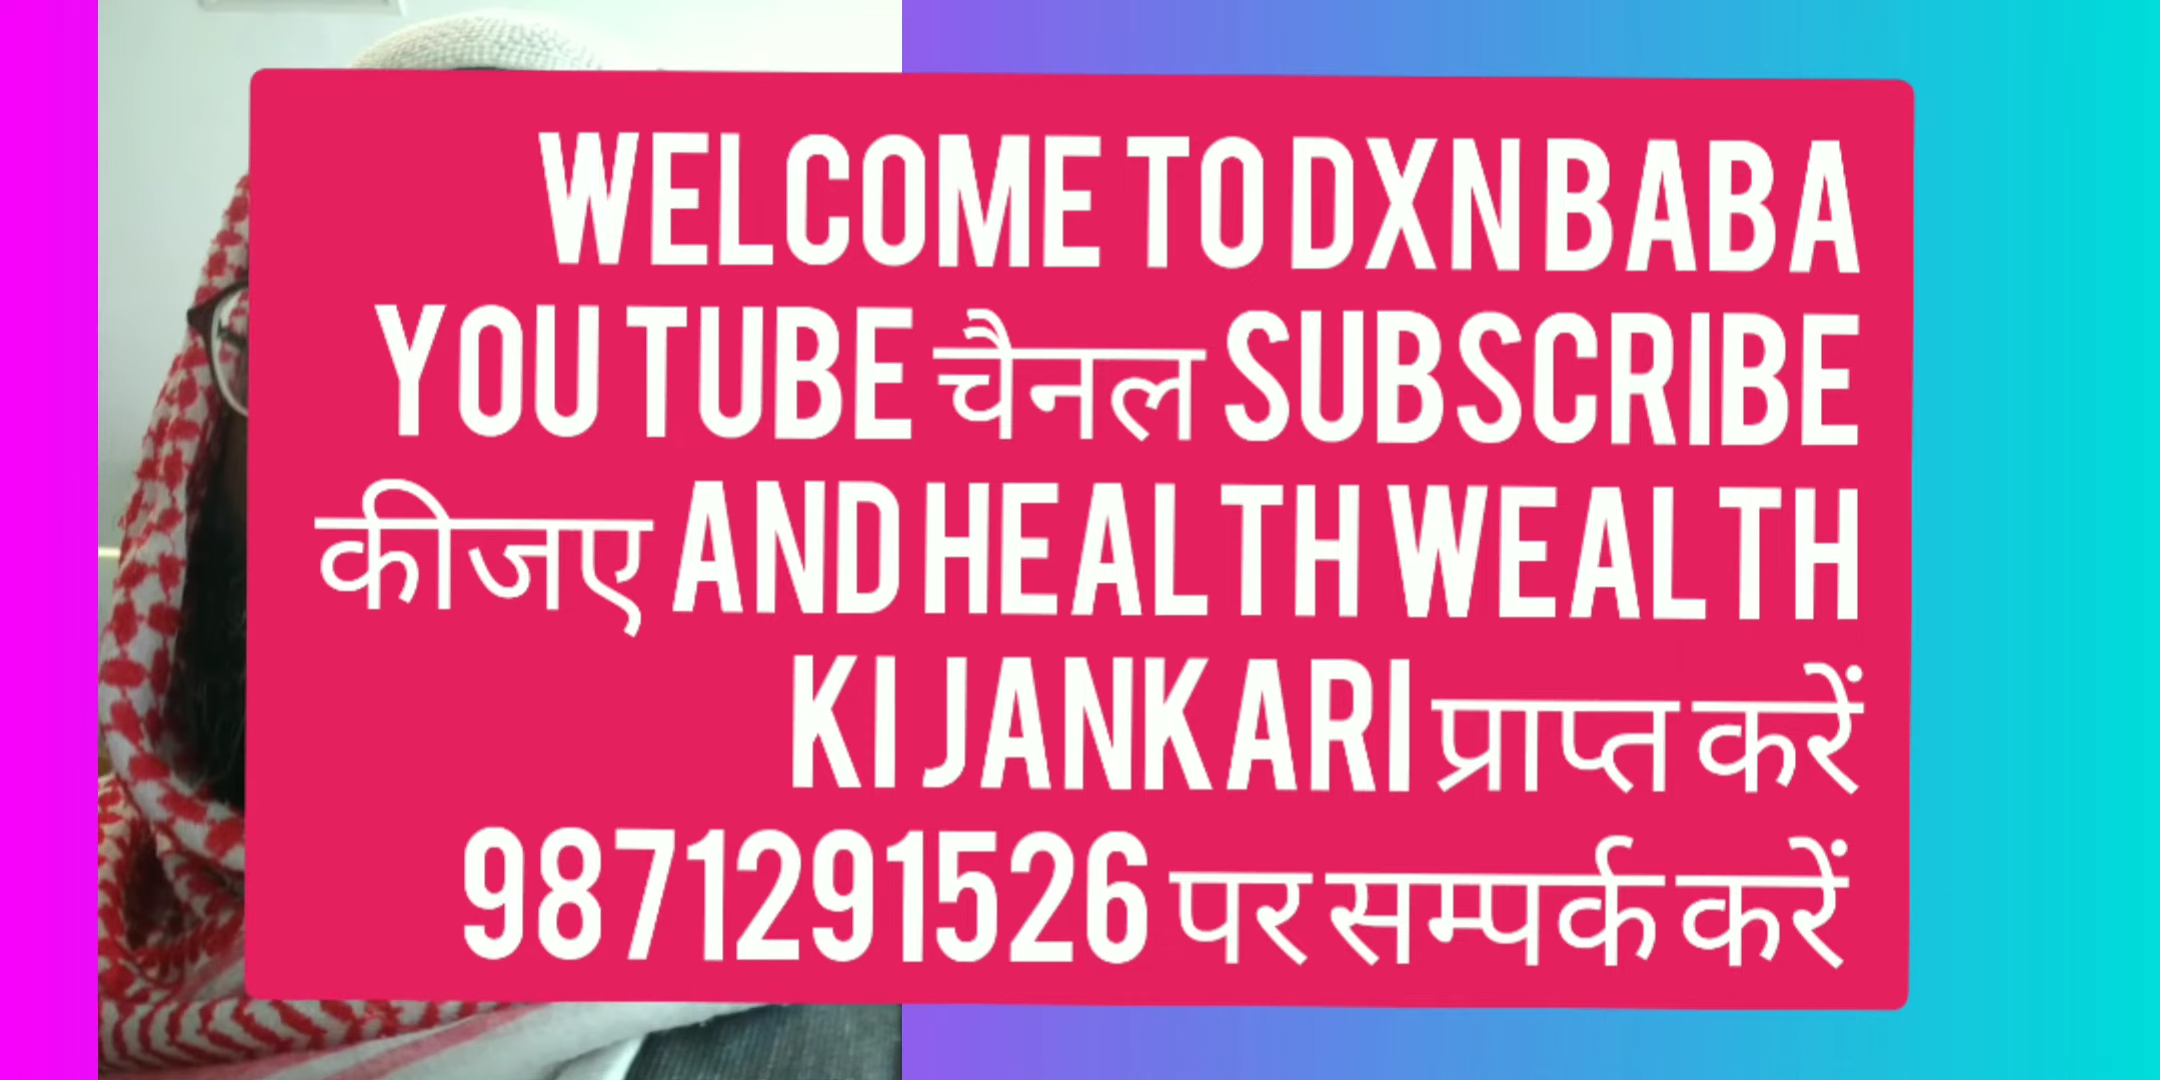 WELCOME TO DXN BABA
YOU TUBE चैनल SUBSCRIBE
कीजए AND HEALTH WEALTH
KI JANKARI प्राप्त करें
9871291526 पर सम्पर्क करें